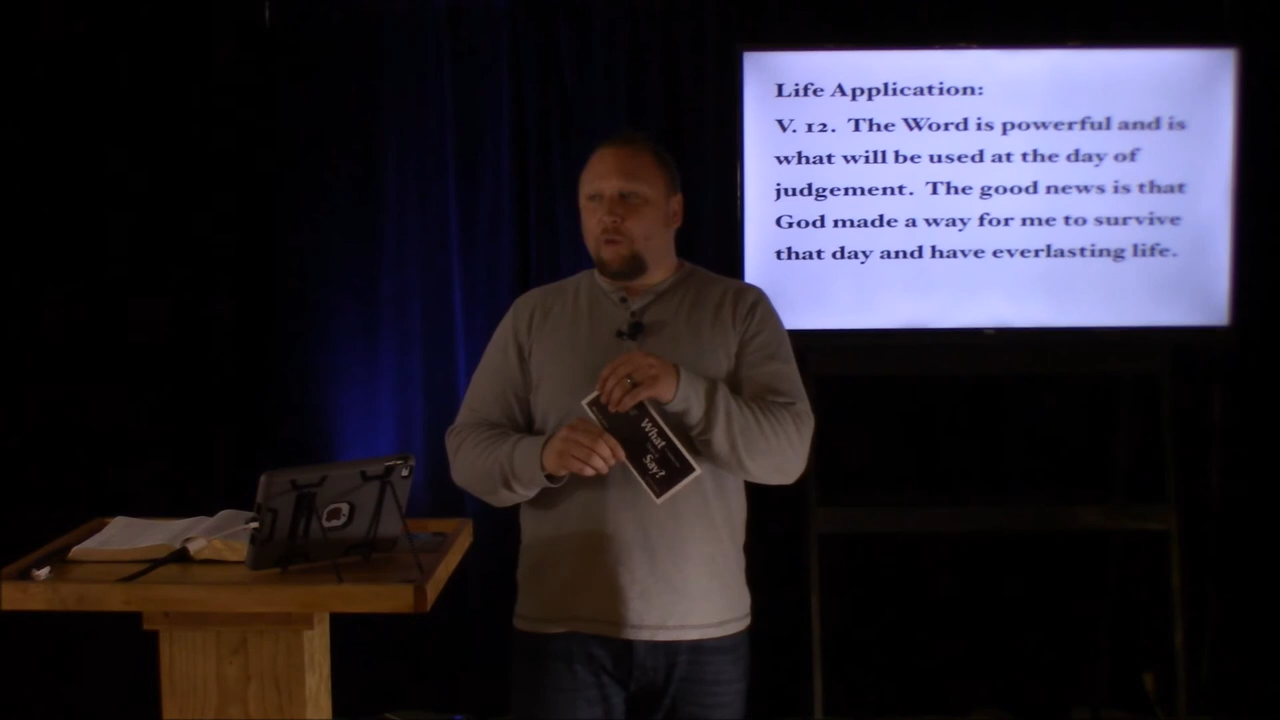 Life Application:
V. 12.  The Word is powerful and is
what will be used at the day of
judgement.  The good news is that
God made a way for me to survive
that day and have everlasting life.
What
Say?